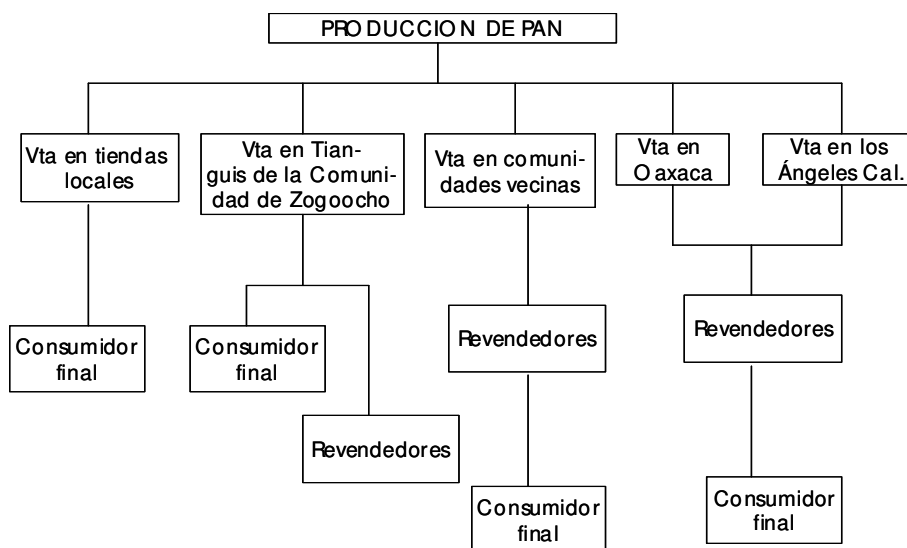 PRODUCCION DE PAN
Vta en tiendas
locales
Vta en Tian-
guis de la Comuni-
dad de Zogoocho
Vta en comuni-
dades vecinas
Vta en
Oaxaca
Vta en los
Ángeles Cal.
Consumidor
final
Consumidor
final
Revendedores
Revendedores
Revendedores
Consumidor
final
Consumidor
final